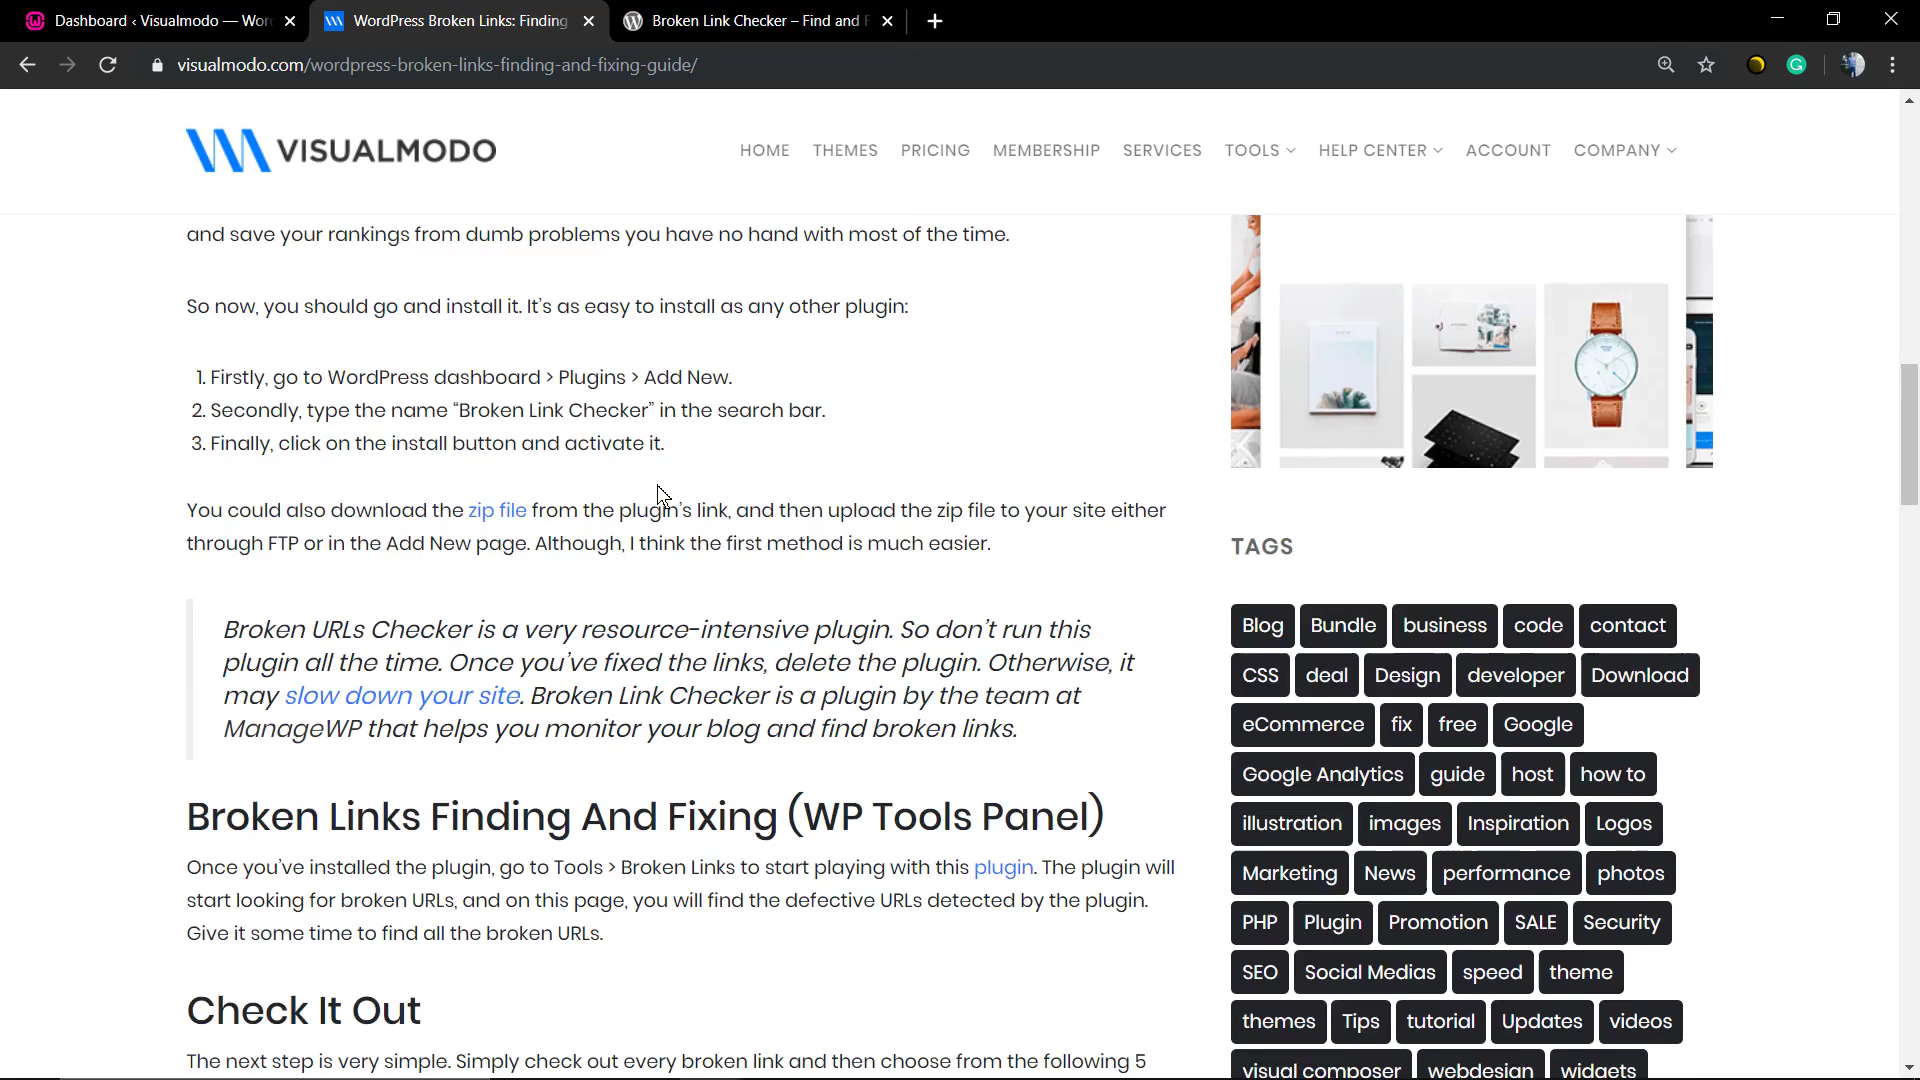 Dashboard ‹ Visualmodo — Wor
WordPress Broken Links: Finding
Broken Link Checker – Find and F
visualmodo.com/wordpress-broken-links-finding-and-fixing-guide/
VISUALMODO
HOME THEMES PRICING MEMBERSHIP SERVICES TOOLS HELP CENTER ACCOUNT COMPANY
and save your rankings from dumb problems you have no hand with most of the time.
So now, you should go and install it. It’s as easy to install as any other plugin:
1. Firstly, go to WordPress dashboard > Plugins > Add New.
2. Secondly, type the name “Broken Link Checker” in the search bar.
3. Finally, click on the install button and activate it.
You could also download the zip file from the plugin’s link, and then upload the zip file to your site either
through FTP or in the Add New page. Although, I think the first method is much easier.
Broken URLs Checker is a very resource-intensive plugin. So don’t run this
plugin all the time. Once you’ve fixed the links, delete the plugin. Otherwise, it
may slow down your site. Broken Link Checker is a plugin by the team at
ManageWP that helps you monitor your blog and find broken links.
Broken Links Finding And Fixing (WP Tools Panel)
Once you’ve installed the plugin, go to Tools > Broken Links to start playing with this plugin. The plugin will
start looking for broken URLs, and on this page, you will find the defective URLs detected by the plugin.
Give it some time to find all the broken URLs.
Check It Out
The next step is very simple. Simply check out every broken link and then choose from the following 5
TAGS
Blog Bundle business code contact
CSS deal Design developer Download
eCommerce fix free Google
Google Analytics guide host how to
illustration images Inspiration Logos
Marketing News performance photos
PHP Plugin Promotion SALE Security
SEO Social Medias speed theme
themes Tips tutorial Updates videos
visual composer webdesign widgets